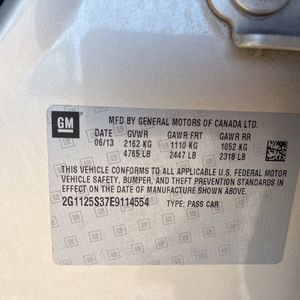 GM
MFD BY GENERAL MOTORS OF CANADA LTD.
DATE GVWR GAWR FRT GAWR RR
06/13 2162 KG 1110 KG 1052 KG
4765 LB 2447 LB 2318 LB
THIS VEHICLE CONFORMS TO ALL APPLICABLE U.S. FEDERAL MOTOR
VEHICLE SAFETY, BUMPER, AND THEFT PREVENTION STANDARDS IN
EFFECT ON THE DATE OF MANUFACTURE SHOWN ABOVE.
2G1125S37E9114554 TYPE: PASS CAR